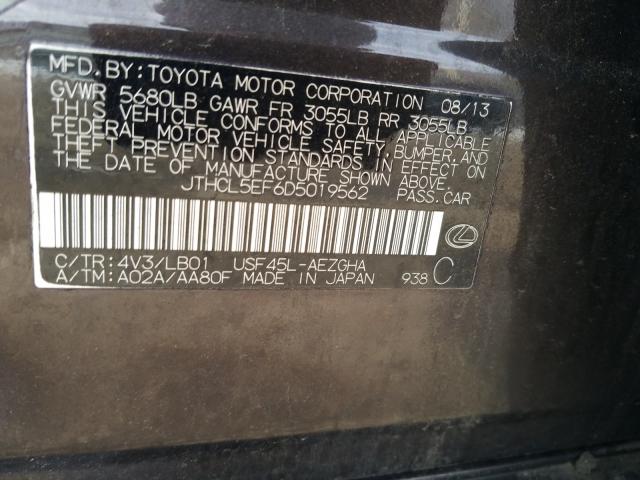 MFD. BY: TOYOTA MOTOR CORPORATION 08/13
GVWR 5680LB GAWR FR 3055LB RR 3055LB
THIS VEHICLE CONFORMS TO ALL APPLICABLE
FEDERAL MOTOR VEHICLE SAFETY, BUMPER, AND
THEFT PREVENTION STANDARDS IN EFFECT ON
THE DATE OF MANUFACTURE SHOWN ABOVE.
JTHCL5EF6D5019562 PASS.CAR
C/TR:4V3/LB01 USF45L-AEZGHA
A/TM:A02A/AA80F MADE IN JAPAN 938 C